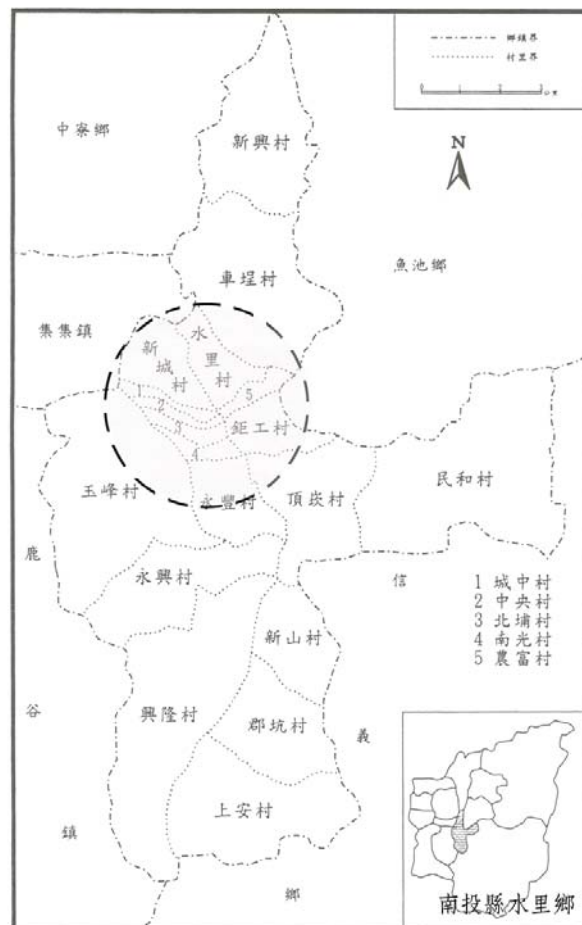 鄉鎮界
村里界
公里
N
中寮鄉
新興村
車埕村
魚池鄉
集集鎮
水里村
新城村
1
2
3
4
5
鉅工村
玉峰村
永豐村
頂崁村
民和村
永興村
鹿谷鎮
信義鄉
1 城中村
2 中央村
3 北埔村
4 南光村
5 農富村
新山村
興隆村
郡坑村
上安村
南投縣水里鄉